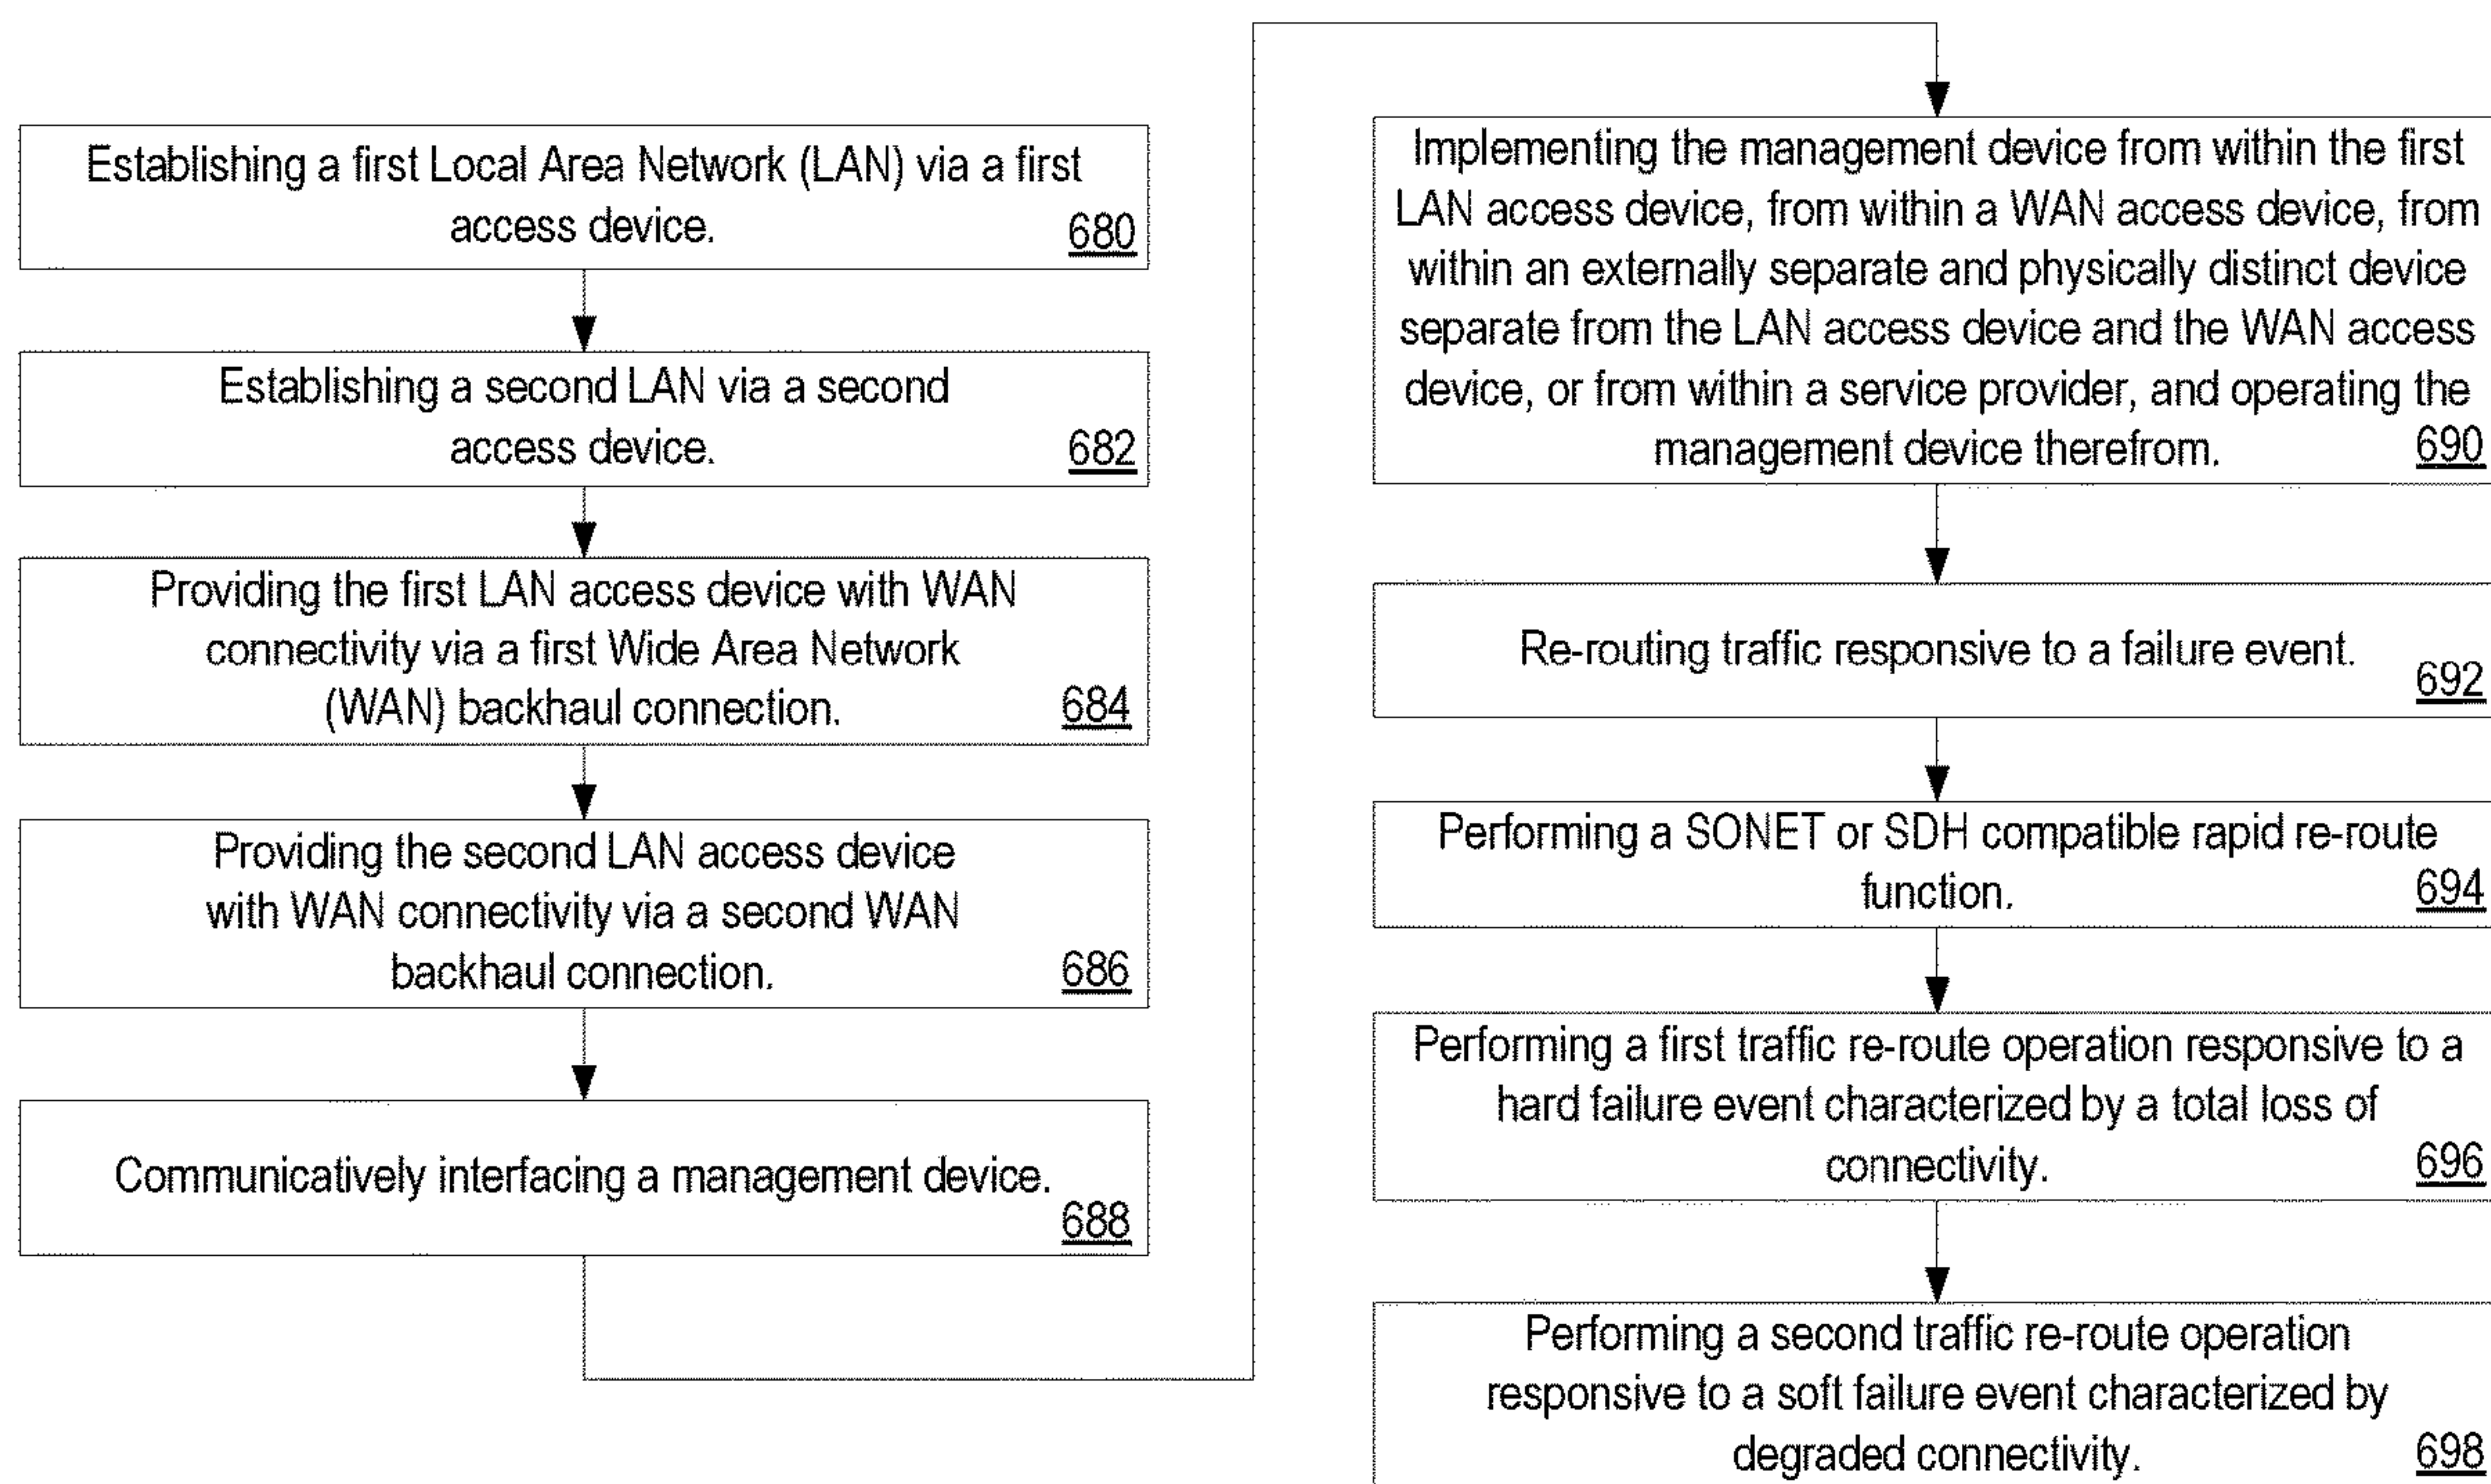 Establishing a first Local Area Network (LAN) via a first
access device.
680
Establishing a second LAN via a second
access device.
682
Providing the first LAN access device with WAN
connectivity via a first Wide Area Network
(WAN) backhaul connection.
684
Providing the second LAN access device
with WAN connectivity via a second WAN
backhaul connection.
686
Communicatively interfacing a management device.
688
Implementing the management device from within the first
LAN access device, from within a WAN access device, from
within an externally separate and physically distinct device
separate from the LAN access device and the WAN access
device, or from within a service provider, and operating the
management device therefrom.
690
Re-routing traffic responsive to a failure event.
692
Performing a SONET or SDH compatible rapid re-route
function.
694
Performing a first traffic re-route operation responsive to a
hard failure event characterized by a total loss of
connectivity.
696
Performing a second traffic re-route operation
responsive to a soft failure event characterized by
degraded connectivity.
698